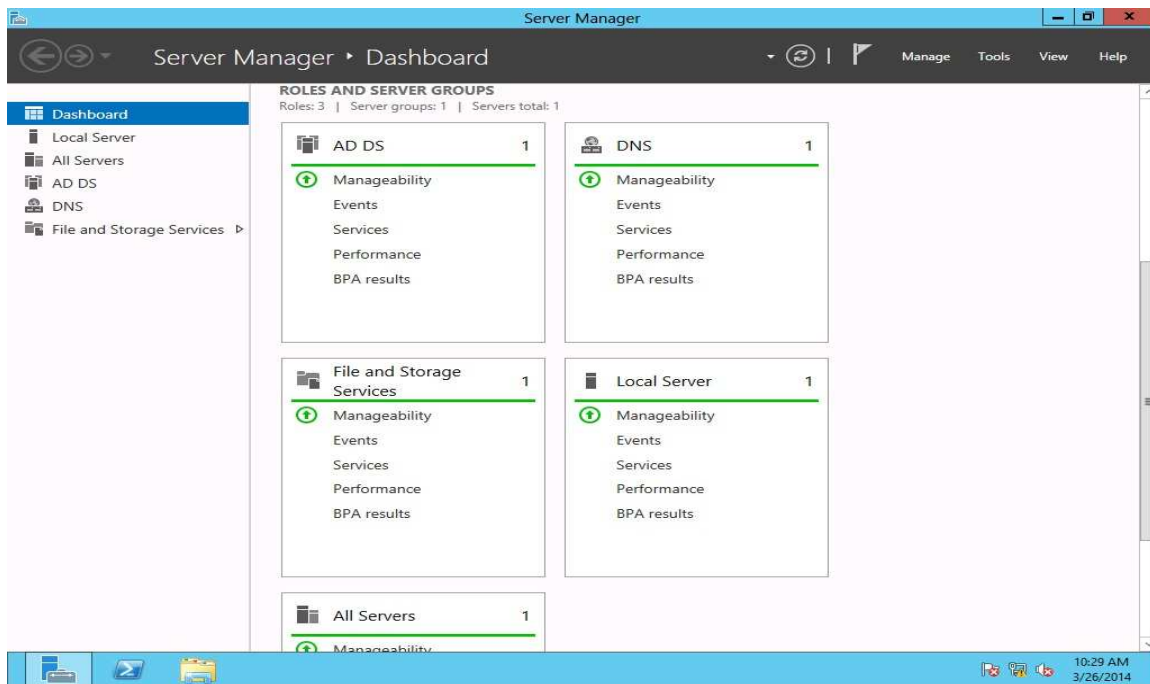 Server Manager
Server Manager • Dashboard
Manage Tools View Help
Dashboard
Local Server
All Servers
AD DS
DNS
File and Storage Services
ROLES AND SERVER GROUPS
Roles: 3 | Server groups: 1 | Servers total: 1
AD DS 1
Manageability
Events
Services
Performance
BPA results
DNS 1
Manageability
Events
Services
Performance
BPA results
File and Storage
Services 1
Manageability
Events
Services
Performance
BPA results
Local Server 1
Manageability
Events
Services
Performance
BPA results
All Servers 1
Manageability
10:29 AM
3/26/2014